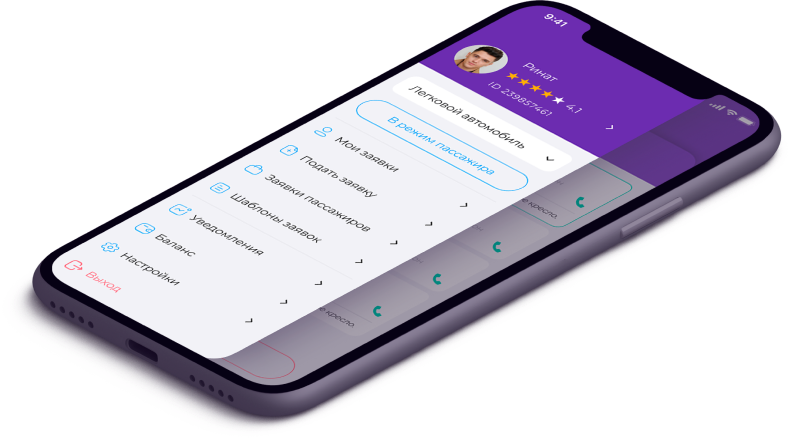 9:41
Ринат
4.1
ID 239857461
Легковой автомобиль
В режим пассажира
Мои заявки
Подать заявку
Заявки пассажиров
Шаблоны заявок
Уведомления
Баланс
Настройки
Выход
е кресло,
е кресло,